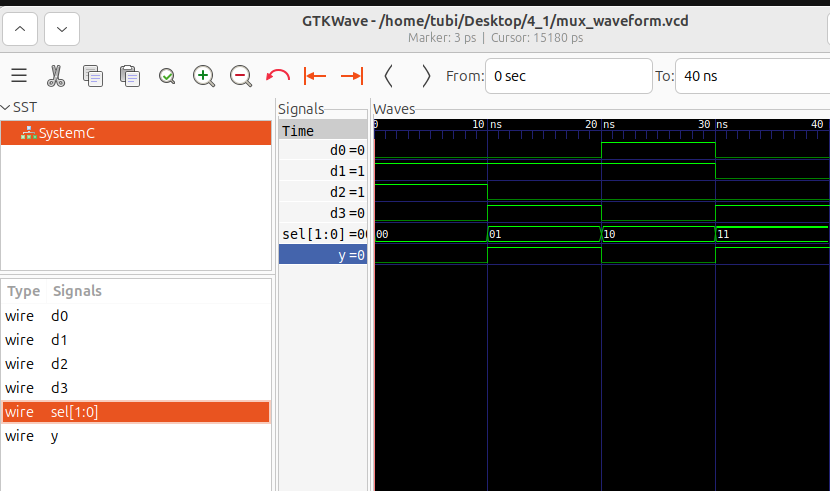 GTKWave - /home/tubi/Desktop/4_1/mux_waveform.vcd
Marker: 3 ps | Cursor: 15180 ps
From: 0 sec To: 40 ns
SST
SystemC
Type Signals
wire d0
wire d1
wire d2
wire d3
wire sel[1:0]
wire y
Signals
Time
d0=0
d1=1
d2=1
d3=0
sel[1:0]=00
y=0
Waves
0 10 ns 20 ns 30 ns 40
00 01 10 11